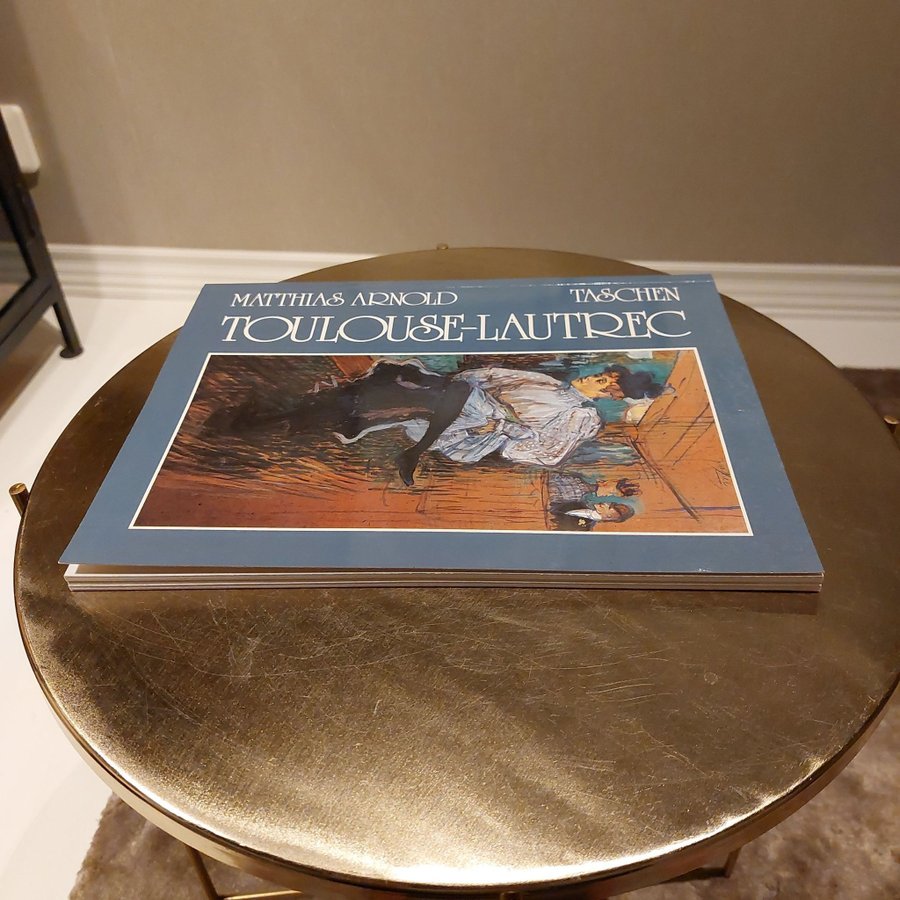 MATTHIAS ARNOLD TASCHEN
TOULOUSE-LAUTREC